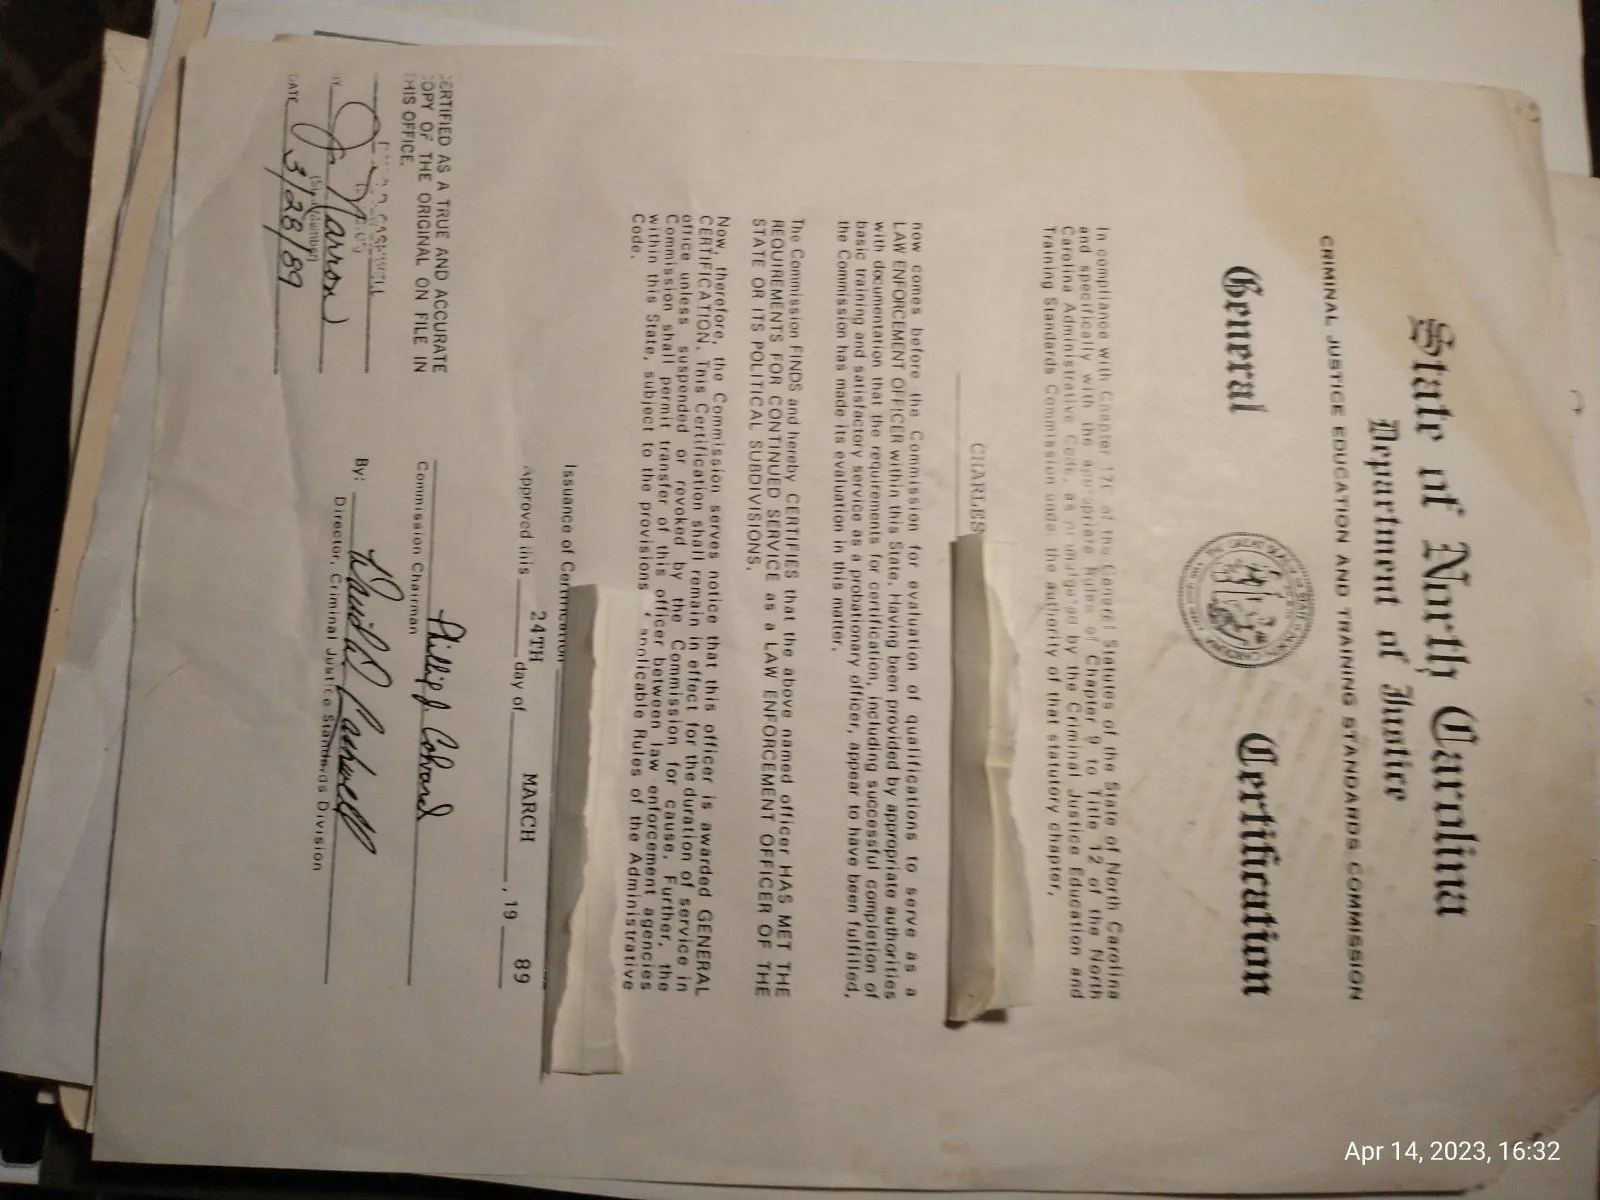 State of North Carolina
Department of Justice
CRIMINAL JUSTICE EDUCATION AND TRAINING STANDARDS COMMISSION
General Certification
THE GREAT SEAL OF THE STATE OF NORTH CAROLINA
In compliance with Chapter 17C of the General Statutes of the State of North Carolina
and specifically with the appropriate Rules of Chapter 9 to Title 12 of the North
Carolina Administrative Code, as promulgated by the Criminal Justice Education and
Training Standards Commission under the authority of that statutory chapter,
CHARLES
now comes before the Commission for evaluation of qualifications to serve as a
LAW ENFORCEMENT OFFICER within this State. Having been provided by appropriate authorities
with documentation that the requirements for certification, including successful completion of
basic training and satisfactory service as a probationary officer, appear to have been fulfilled,
the Commission has made its evaluation in this matter.
The Commission FINDS and hereby CERTIFIES that the above named officer HAS MET THE
REQUIREMENTS FOR CONTINUED SERVICE AS A LAW ENFORCEMENT OFFICER OF THE
STATE OR ITS POLITICAL SUBDIVISIONS.
Now, therefore, the Commission serves notice that this officer is awarded GENERAL
CERTIFICATION. This Certification shall remain in effect for the duration of service in
office unless suspended or revoked by the Commission for cause. Further, the
Commission shall permit transfer of this officer between law enforcement agencies
within this State, subject to the provisions applicable Rules of the Administrative
Code.
Issuance of Certification
Approved this 24TH day of MARCH, 19 89
Commission Chairman
By:
Director, Criminal Justice Standards Division
CERTIFIED AS A TRUE AND ACCURATE
COPY OF THE ORIGINAL ON FILE IN
THIS OFFICE.
DATE 3/28/89
Apr 14, 2023, 16:32